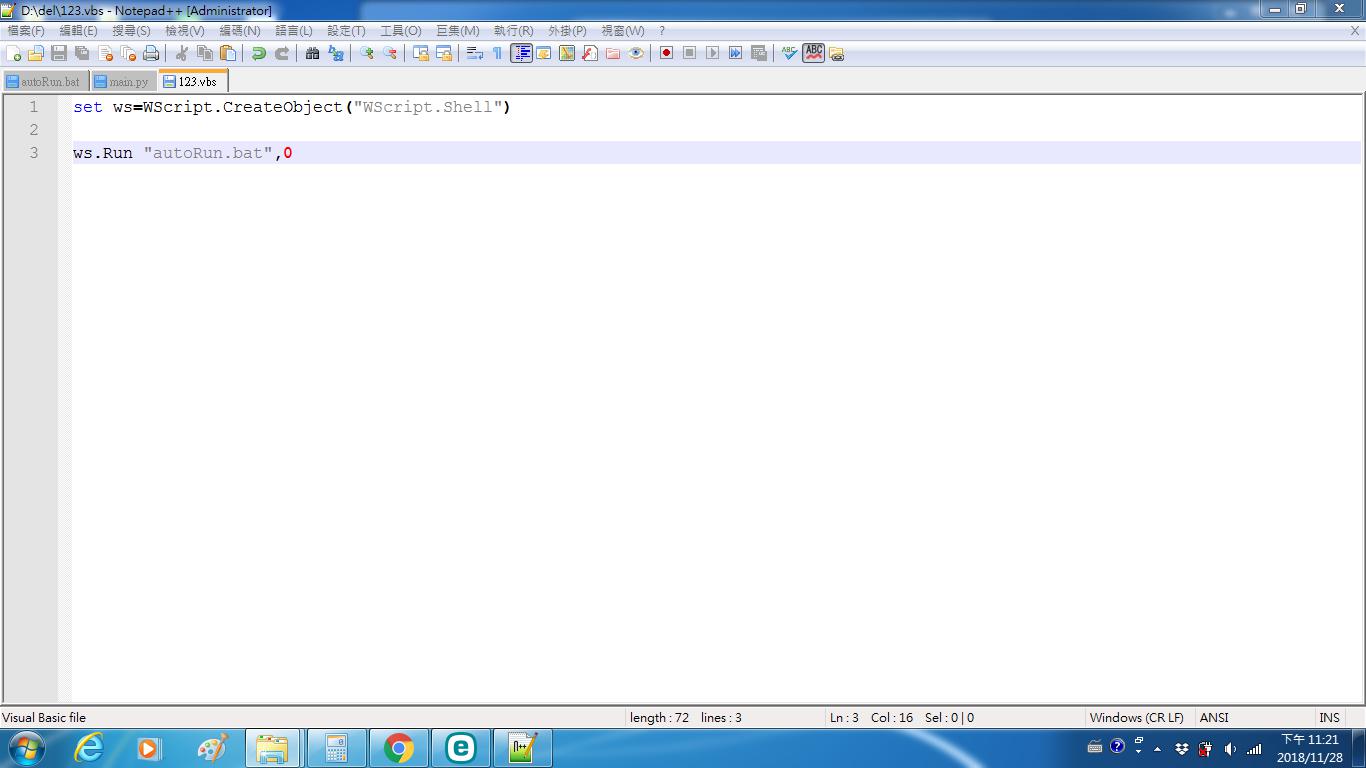 D:\del\123.vbs - Notepad++ [Administrator]
檔案(F) 編輯(E) 搜尋(S) 檢視(V) 編碼(N) 語言(L) 設定(T) 工具(O) 巨集(M) 執行(R) 外掛(P) 視窗(W) ? X
autoRun.bat main.py 123.vbs
1 set ws=WScript.CreateObject("WScript.Shell")
2
3 ws.Run "autoRun.bat",0
Visual Basic file length : 72 lines : 3 Ln : 3 Col : 16 Sel : 0 | 0 Windows (CR LF) ANSI INS
下午 11:21
2018/11/28